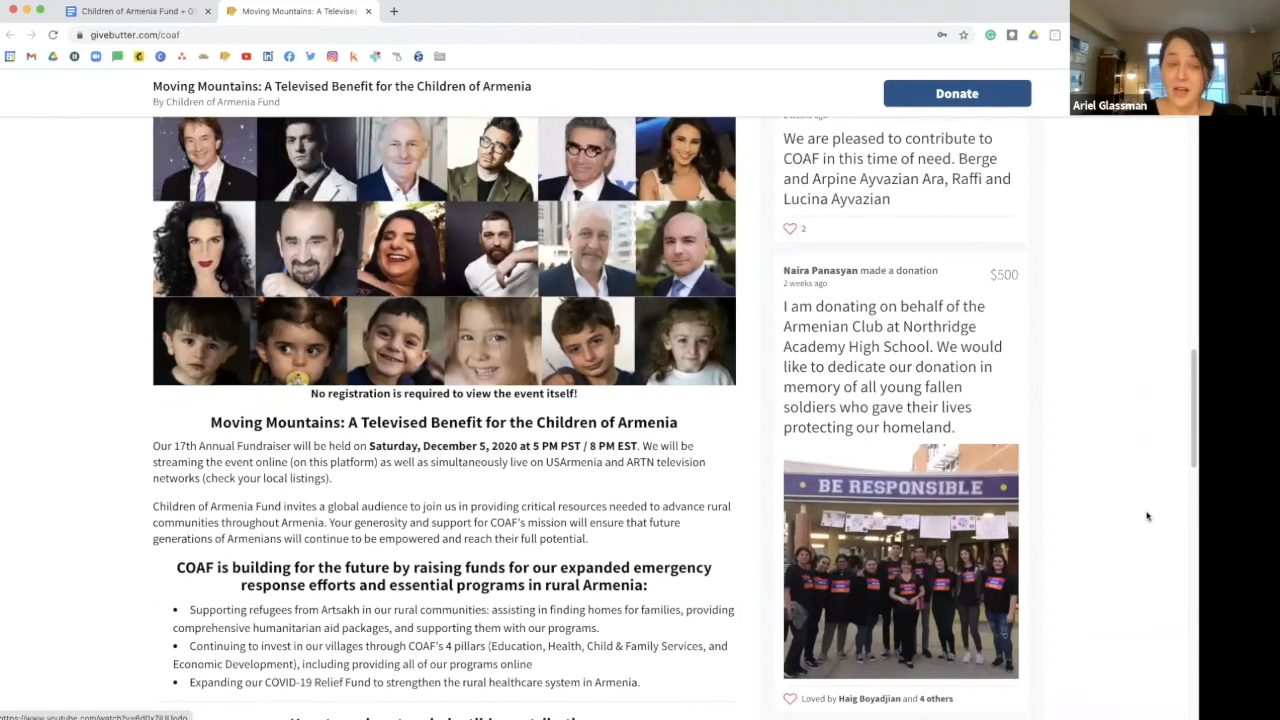 Children of Armenia Fund + G
Moving Mountains: A Televised
givebutter.com/coaf
Moving Mountains: A Televised Benefit for the Children of Armenia
By Children of Armenia Fund
Donate
Ariel Glassman
We are pleased to contribute to
COAF in this time of need. Berge
and Arpine Ayvazian Ara, Raffi and
Lucina Ayvazian
2
Naira Panasyan made a donation
$500
2 weeks ago
I am donating on behalf of the
Armenian Club at Northridge
Academy High School. We would
like to dedicate our donation in
memory of all young fallen
soldiers who gave their lives
protecting our homeland.
BE RESPONSIBLE
Loved by Haig Boyadjian and 4 others
No registration is required to view the event itself!
Moving Mountains: A Televised Benefit for the Children of Armenia
Our 17th Annual Fundraiser will be held on Saturday, December 5, 2020 at 5 PM PST / 8 PM EST. We will be
streaming the event online (on this platform) as well as simultaneously live on USArmenia and ARTN television
networks (check your local listings).
Children of Armenia Fund invites a global audience to join us in providing critical resources needed to advance rural
communities throughout Armenia. Your generosity and support for COAF's mission will ensure that future
generations of Armenians will continue to be empowered and reach their full potential.
COAF is building for the future by raising funds for our expanded emergency
response efforts and essential programs in rural Armenia:
• Supporting refugees from Artsakh in our rural communities: assisting in finding homes for families, providing
comprehensive humanitarian aid packages, and supporting them with our programs.
• Continuing to invest in our villages through COAF's 4 pillars (Education, Health, Child & Family Services, and
Economic Development), including providing all of our programs online
• Expanding our COVID-19 Relief Fund to strengthen the rural healthcare system in Armenia.